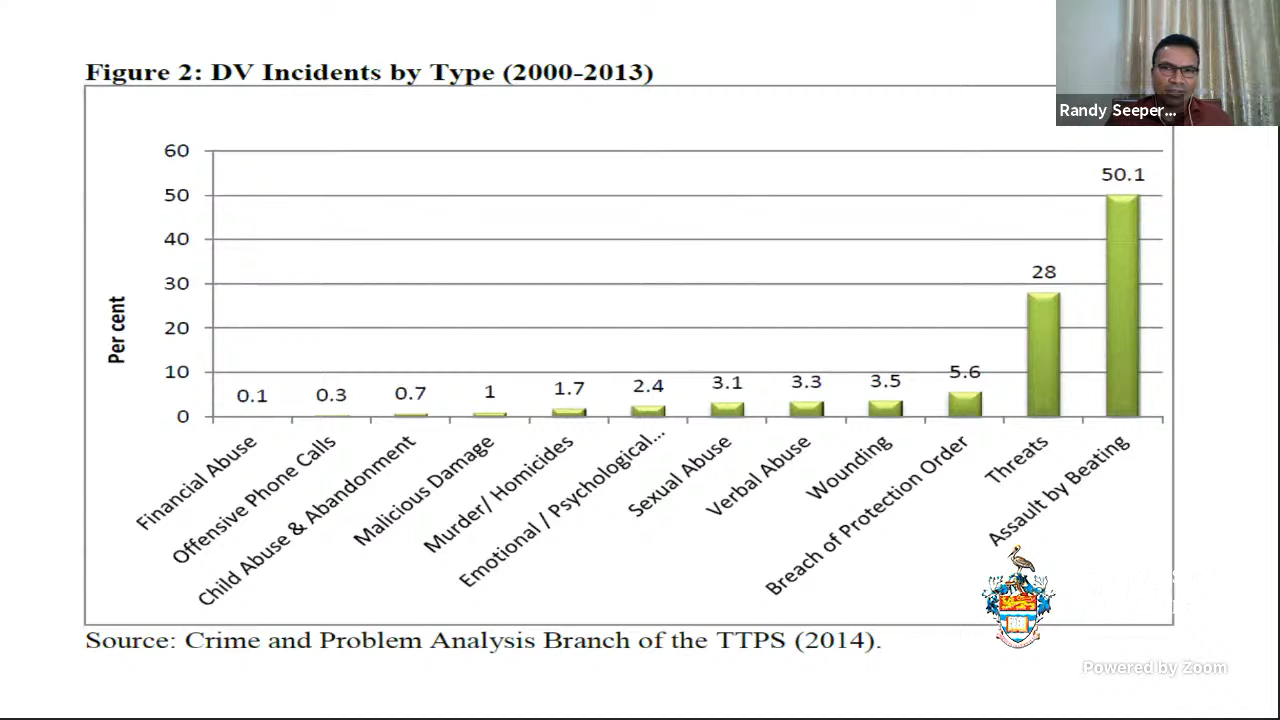 Figure 2: DV Incidents by Type (2000-2013)
Randy Seeper...
Per cent
60
50
40
30
20
10
0
0.1
0.3
0.7
1
1.7
2.4
3.1
3.3
3.5
5.6
28
50.1
Financial Abuse
Offensive Phone Calls
Child Abuse & Abandonment
Malicious Damage
Murder/ Homicides
Emotional / Psychological...
Sexual Abuse
Verbal Abuse
Wounding
Breach of Protection Order
Threats
Assault by Beating
Source: Crime and Problem Analysis Branch of the TTPS (2014).
Powered by Zoom